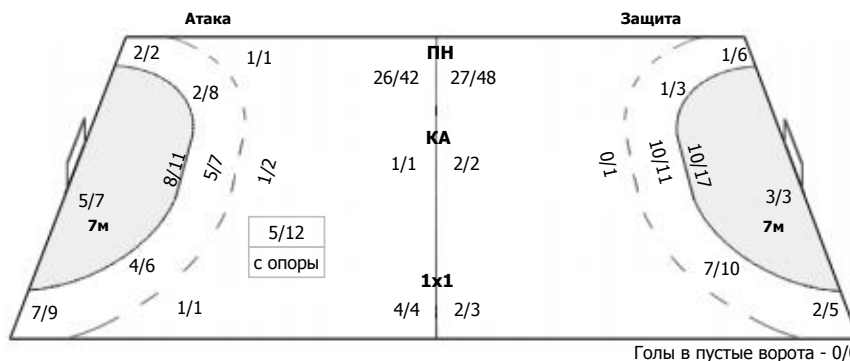 Атака Защита
2/2 1/1 ПН 1/6
26/42 27/48
2/8 1/3
КА
8/11 5/7 1/2 1/1 2/2 0/1 10/11 10/17
5/7 3/3
7м 7м
5/12
с опоры
4/6 7/10
1х1
7/9 1/1 4/4 2/3 2/5
Голы в пустые ворота -